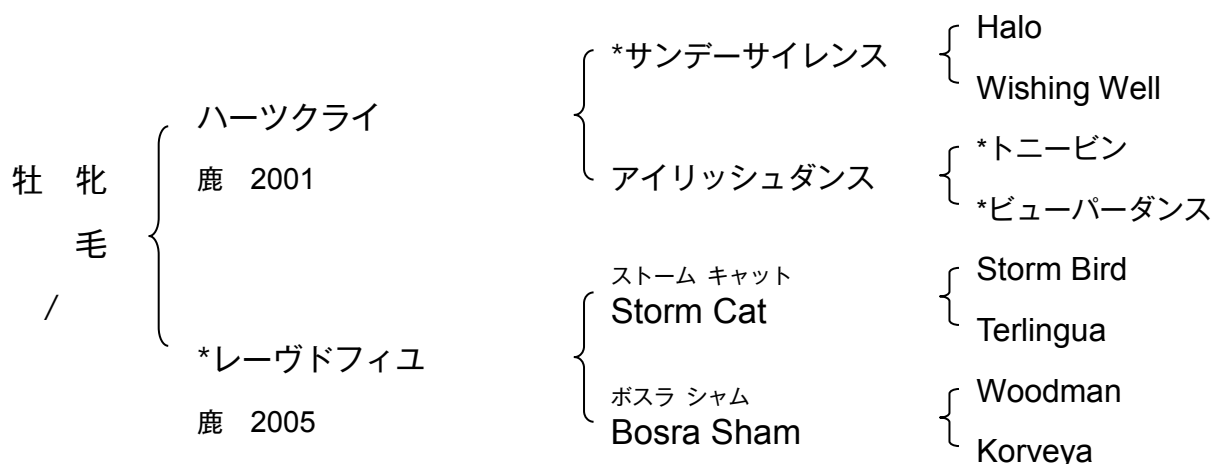 牡 牝
毛
/
ハーツクライ
鹿 2001
*レーヴドフィユ
鹿 2005
*サンデーサイレンス
アイリッシュダンス
ストーム キャット
Storm Cat
ボスラ シャム
Bosra Sham
Halo
Wishing Well
*トニービン
*ビューパーダンス
Storm Bird
Terlingua
Woodman
Korveya